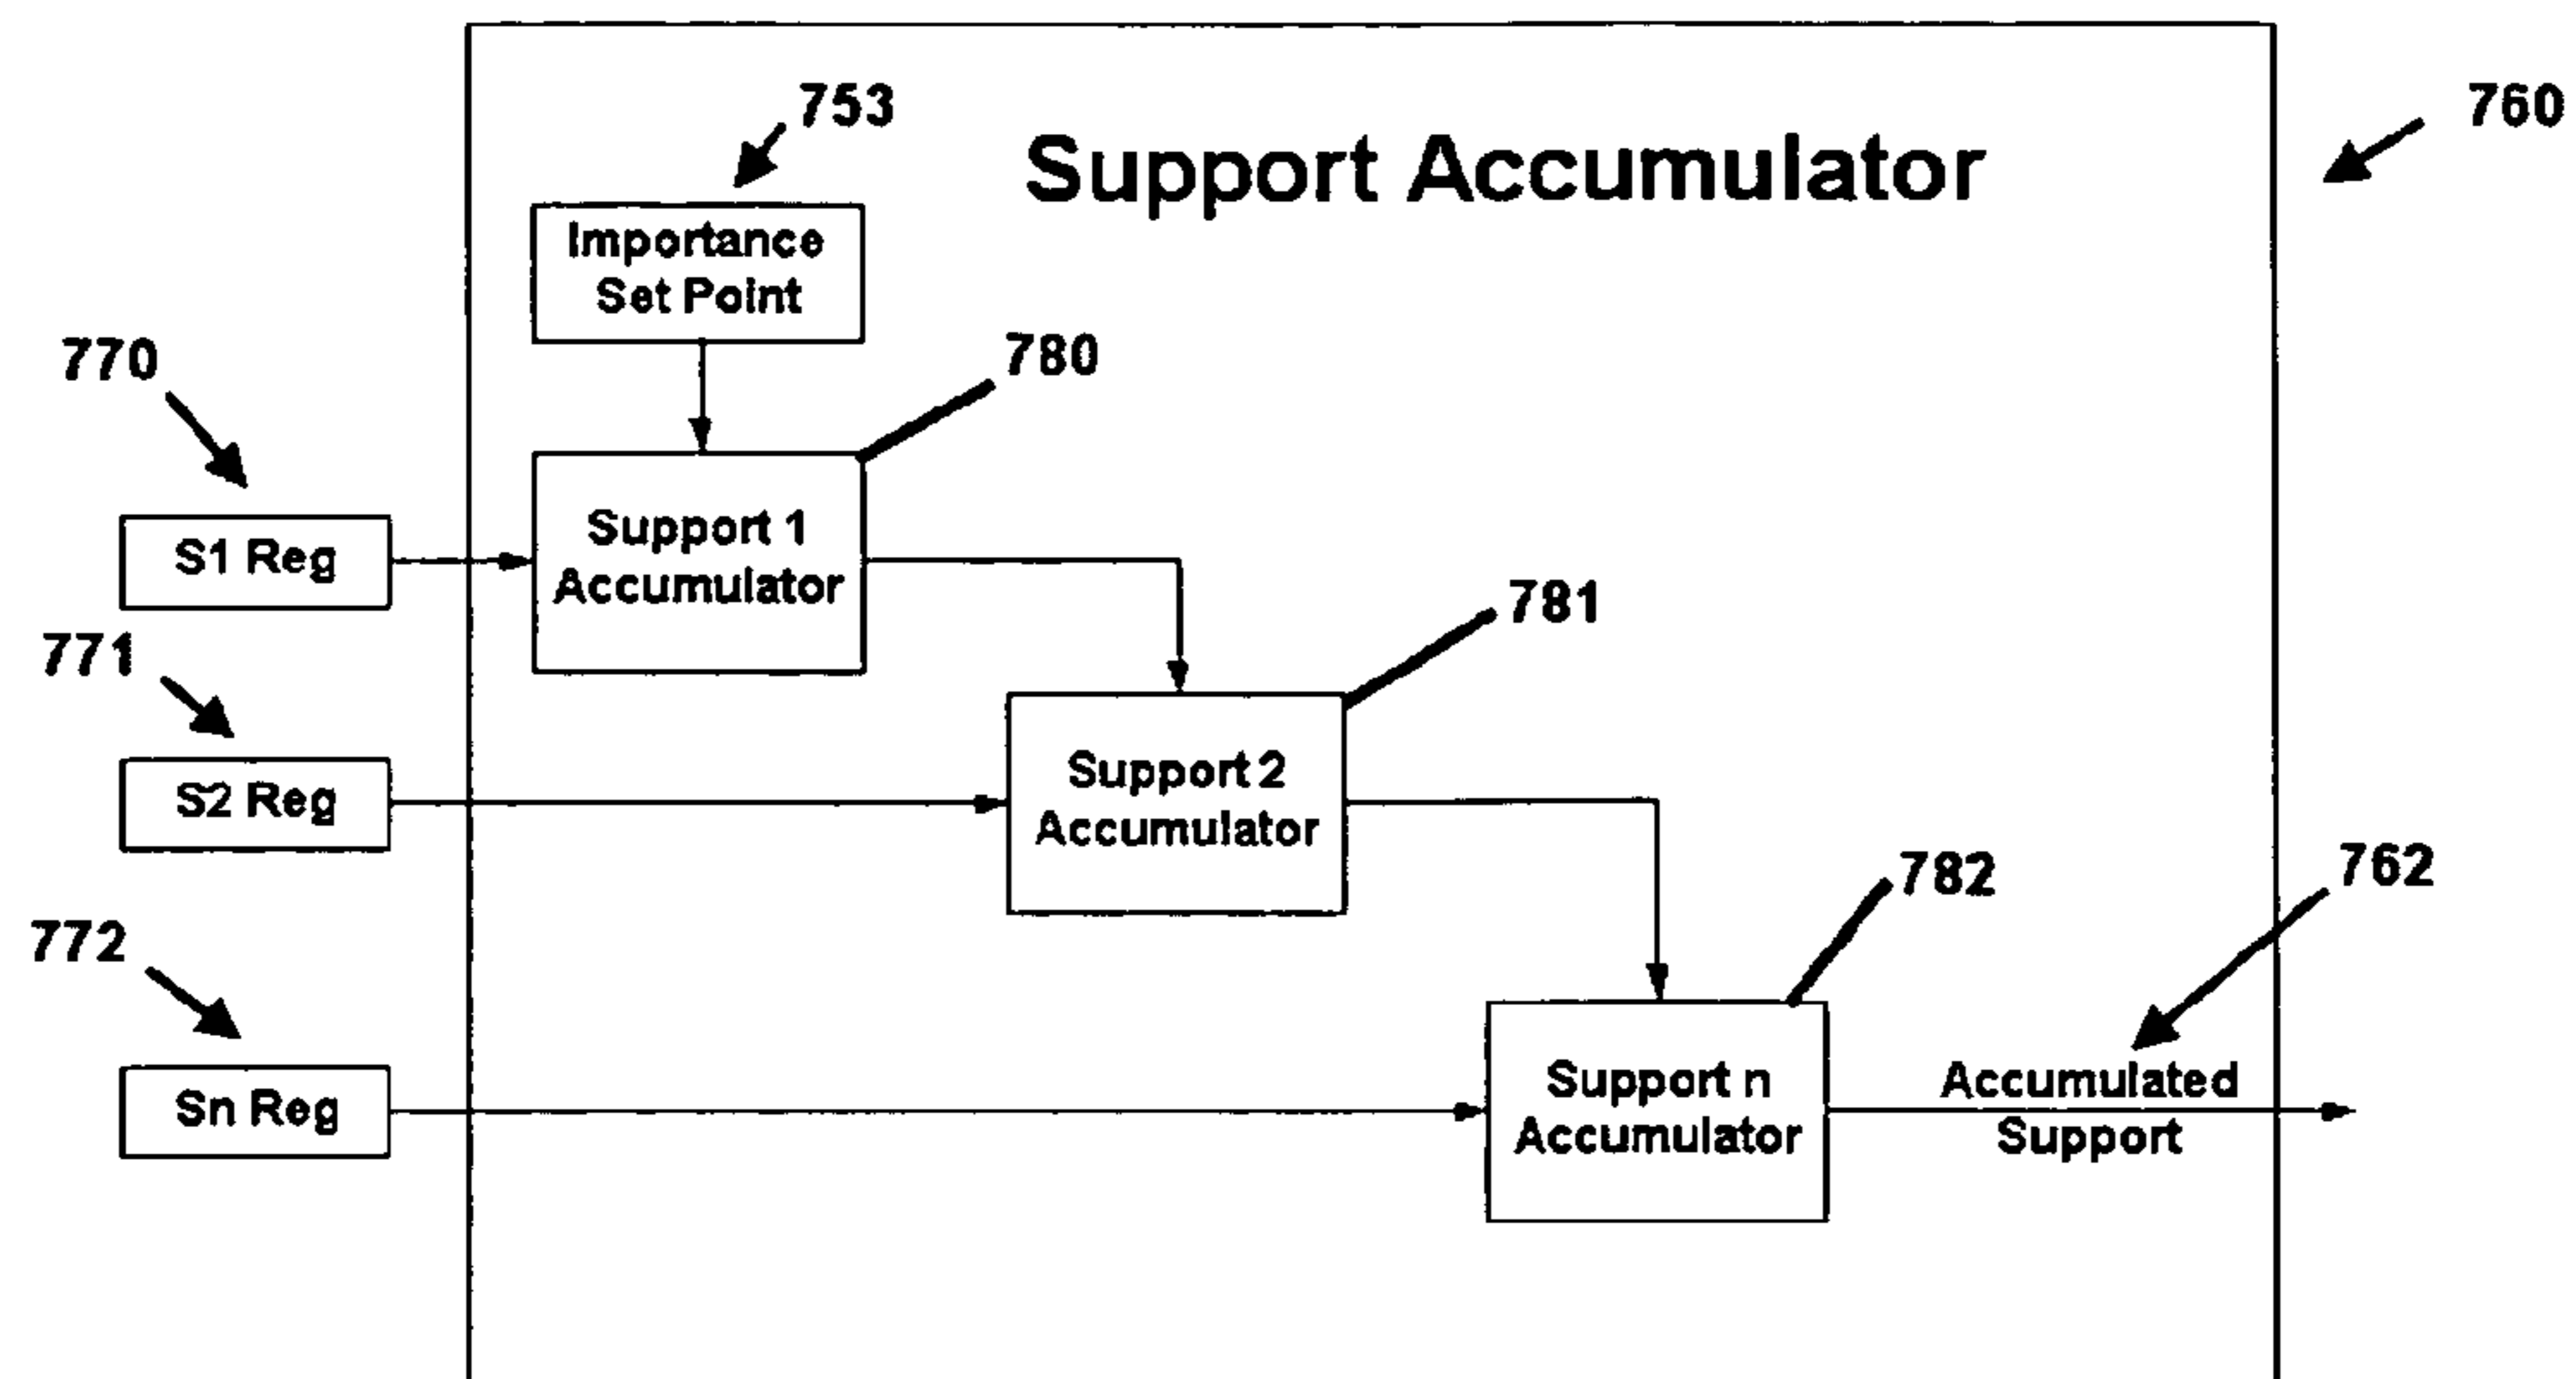 753
760
Support Accumulator
Importance
Set Point
770
780
S1 Reg
Support 1
Accumulator
771
781
S2 Reg
Support 2
Accumulator
772
782
762
Sn Reg
Support n
Accumulator
Accumulated
Support